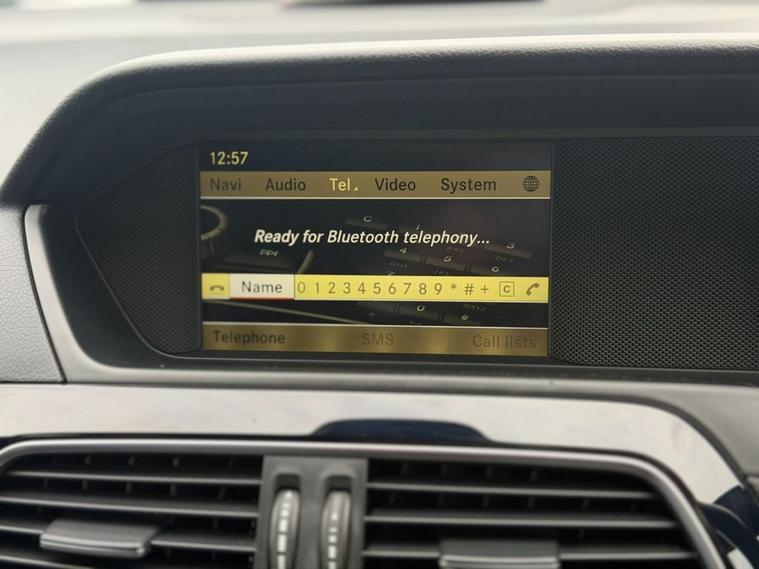 12:57
Navi Audio Tel Video System
Ready for Bluetooth telephony...
Name 0 1 2 3 4 5 6 7 8 9 * # + C
Telephone SMS Call lists